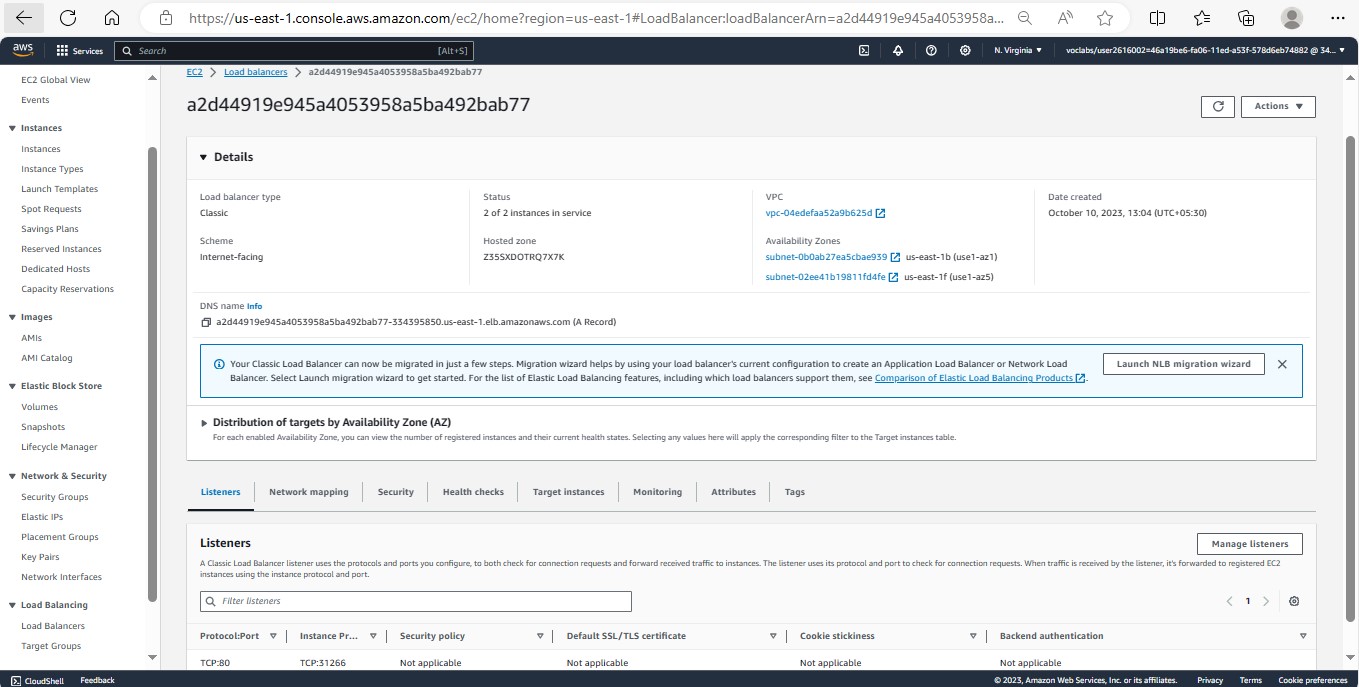 https://us-east-1.console.aws.amazon.com/ec2/home?region=us-east-1#LoadBalancer:loadBalancerArn=a2d44919e945a4053958a...
aws Services Search [Alt+S] N. Virginia voclabs/user2616002=46a19be6-fa06-11ed-a53f-578d6eb74882 @ 34...
EC2 Global View
Events
Instances
Instances
Instance Types
Launch Templates
Spot Requests
Savings Plans
Reserved Instances
Dedicated Hosts
Capacity Reservations
Images
AMIs
AMI Catalog
Elastic Block Store
Volumes
Snapshots
Lifecycle Manager
Network & Security
Security Groups
Elastic IPs
Placement Groups
Key Pairs
Network Interfaces
Load Balancing
Load Balancers
Target Groups
EC2 > Load balancers > a2d44919e945a4053958a5ba492bab77
a2d44919e945a4053958a5ba492bab77
Actions
Details
Load balancer type
Classic
Status
2 of 2 instances in service
VPC
vpc-04edefaa52a9b625d
Date created
October 10, 2023, 13:04 (UTC+05:30)
Scheme
Internet-facing
Hosted zone
Z35SXDOTRQ7X7K
Availability Zones
subnet-0b0ab27ea5cbae939 us-east-1b (use1-az1)
subnet-02ee41b19811fd4fe us-east-1f (use1-az5)
DNS name Info
a2d44919e945a4053958a5ba492bab77-334395850.us-east-1.elb.amazonaws.com (A Record)
Your Classic Load Balancer can now be migrated in just a few steps. Migration wizard helps by using your load balancer's current configuration to create an Application Load Balancer or Network Load
Balancer. Select Launch migration wizard to get started. For the list of Elastic Load Balancing features, including which load balancers support them, see Comparison of Elastic Load Balancing Products.
Launch NLB migration wizard
Distribution of targets by Availability Zone (AZ)
For each enabled Availability Zone, you can view the number of registered instances and their current health states. Selecting any values here will apply the corresponding filter to the Target instances table.
Listeners Network mapping Security Health checks Target instances Monitoring Attributes Tags
Listeners
Manage listeners
A Classic Load Balancer listener uses the protocols and ports you configure, to both check for connection requests and forward received traffic to instances. The listener uses its protocol and port to check for connection requests. When traffic is received by the listener, it's forwarded to registered EC2
instances using the instance protocol and port.
Filter listeners
1
Protocol:Port Instance Pr... Security policy Default SSL/TLS certificate Cookie stickiness Backend authentication
TCP:80 TCP:31266 Not applicable Not applicable Not applicable Not applicable
CloudShell Feedback © 2023, Amazon Web Services, Inc. or its affiliates. Privacy Terms Cookie preferences